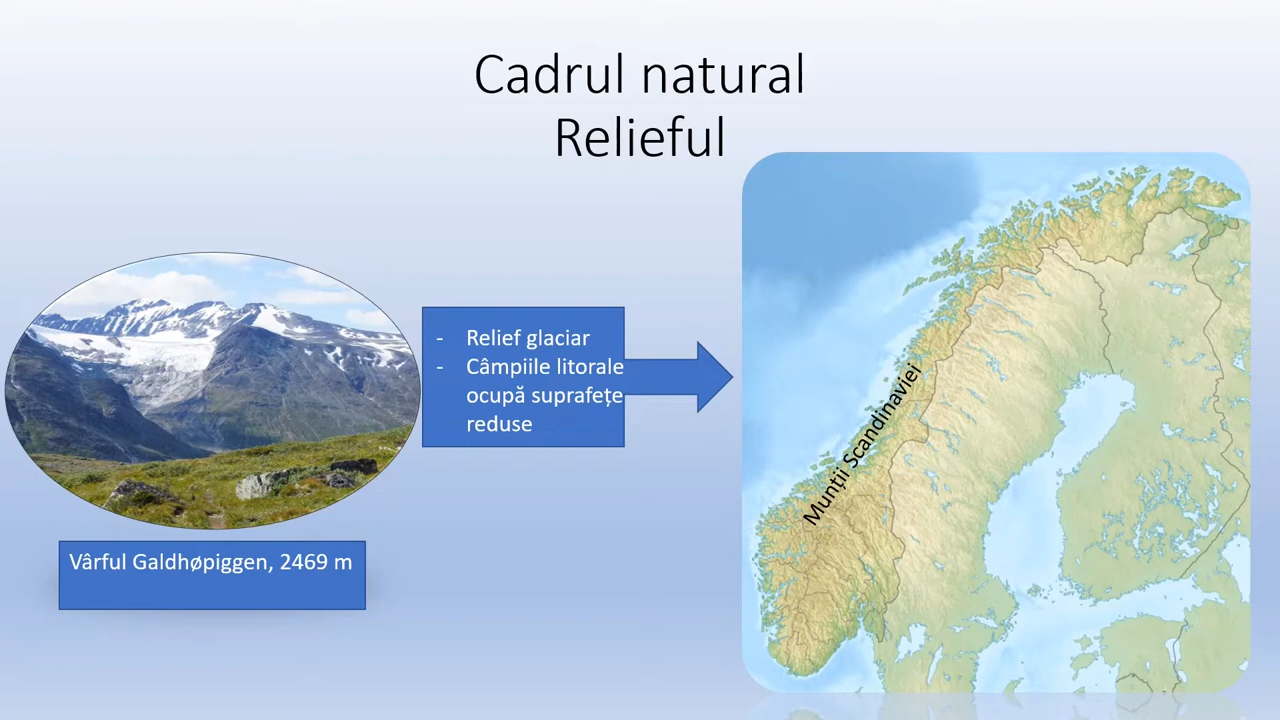 Cadrul natural
Relieful
- Relief glaciar
- Câmpiile litorale
ocupă suprafețe
reduse
Munții Scandinaviei
Vârful Galdhøpiggen, 2469 m